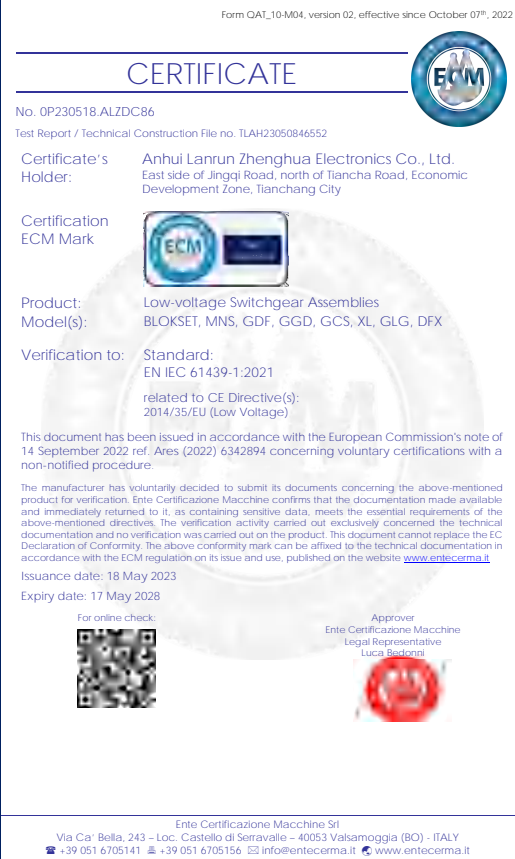 Form QAT_10-M04, version 02, effective since October 07th, 2022
CERTIFICATE
ECM
No. 0P230518.ALZDC86
Test Report / Technical Construction File no. TLAH23050846552
Certificate's Holder:
Anhui Lanrun Zhenghua Electronics Co., Ltd.
East side of Jingqi Road, north of Tiancha Road, Economic
Development Zone, Tianchang City
Certification ECM Mark
ECM
Product: Low-voltage Switchgear Assemblies
Model(s): BLOKSET, MNS, GDF, GGD, GCS, XL, GLG, DFX
Verification to: Standard:
EN IEC 61439-1:2021
related to CE Directive(s):
2014/35/EU (Low Voltage)
This document has been issued in accordance with the European Commission's note of
14 September 2022 ref. Ares (2022) 6342894 concerning voluntary certifications with a
non-notified procedure.
The manufacturer has voluntarily decided to submit its documents concerning the above-mentioned
product for verification. Ente Certificazione Macchine confirms that the documentation made available
and immediately returned to it, as containing sensitive data, meets the essential requirements of the
above-mentioned directives. The verification activity carried out exclusively concerned the technical
documentation and no verification was carried out on the product. This document cannot replace the EC
Declaration of Conformity. The above conformity mark can be affixed to the technical documentation in
accordance with the ECM regulation on its issue and use, published on the website www.entecerma.it
Issuance date: 18 May 2023
Expiry date: 17 May 2028
For online check:
Approver
Ente Certificazione Macchine
Legal Representative
Luca Bedonni
Ente Certificazione Macchine Srl
Via Ca' Bella, 243 – Loc. Castello di Serravalle – 40053 Valsamoggia (BO) - ITALY
☎ +39 051 6705141 +39 051 6705156 ✉ info@entecerma.it www.entecerma.it